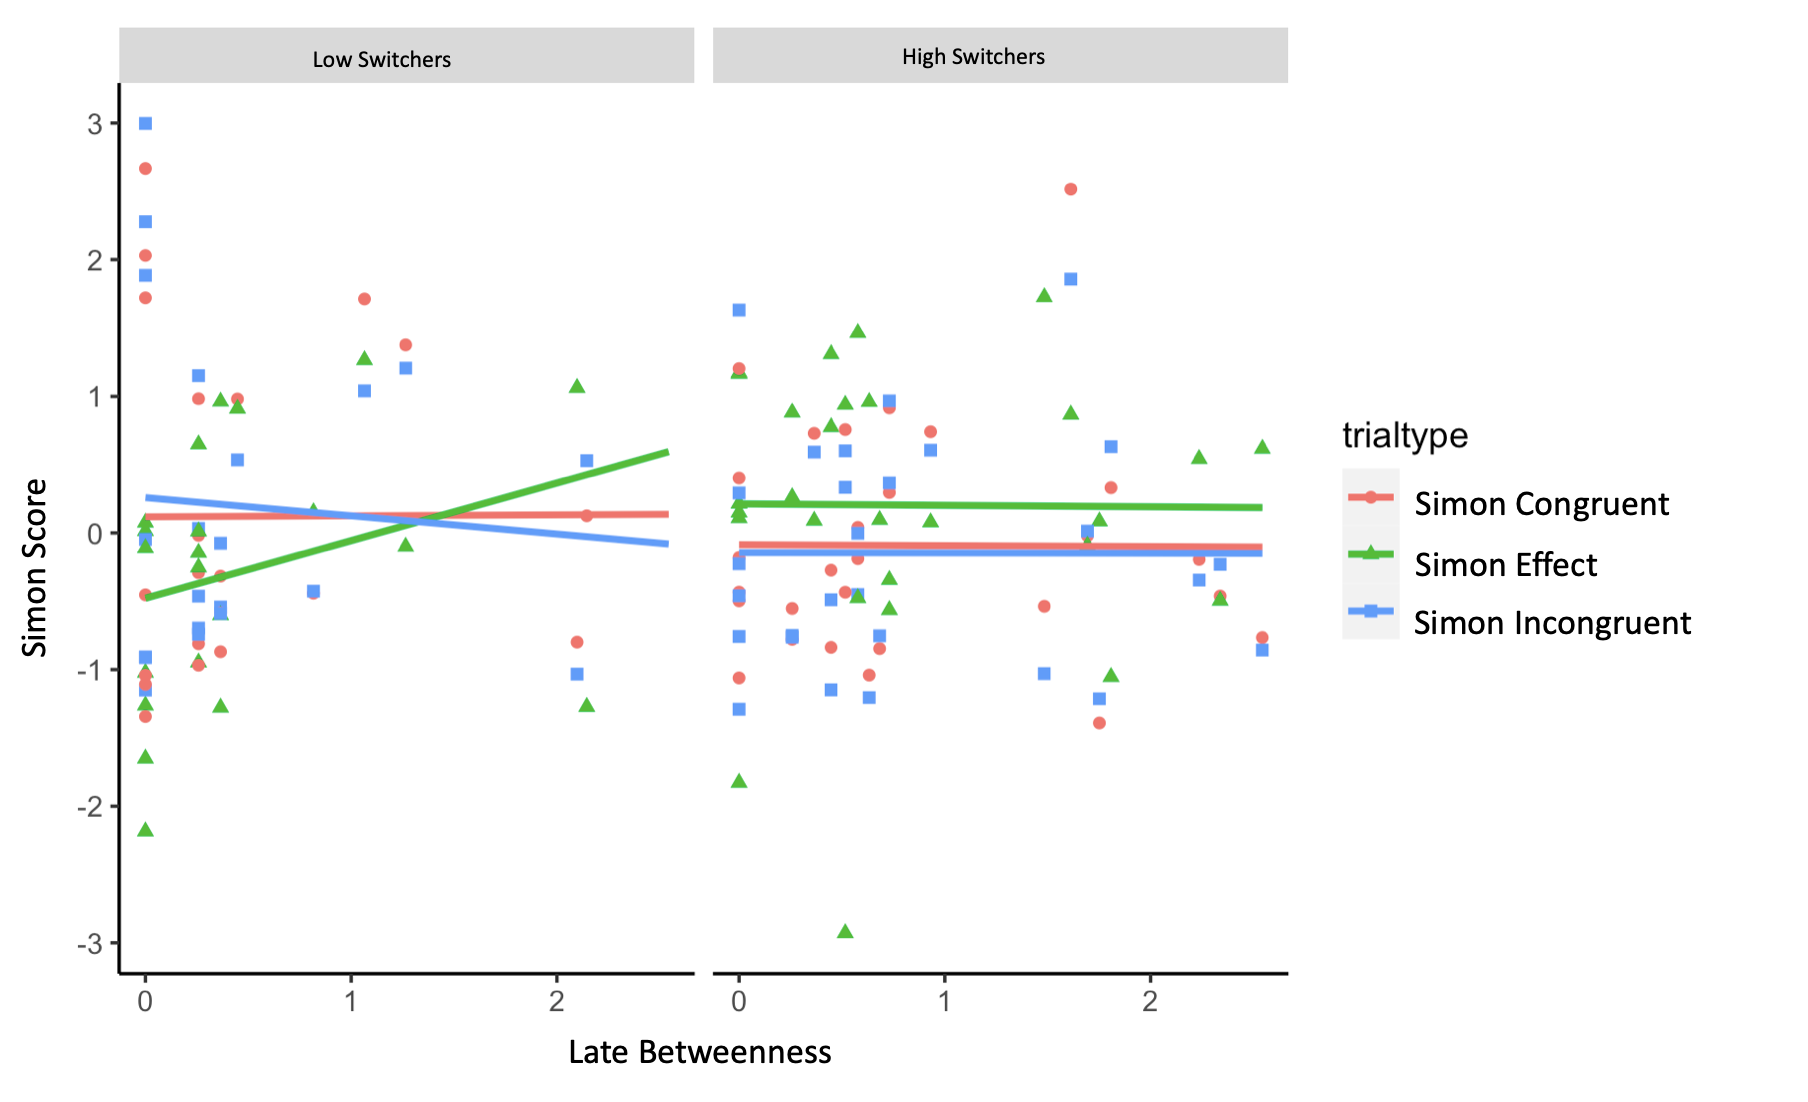 Low Switchers
High Switchers
3
2
1
0
-1
-2
-3
Simon Score
0
1
2
0
1
2
Late Betweenness
trialtype
Simon Congruent
Simon Effect
Simon Incongruent